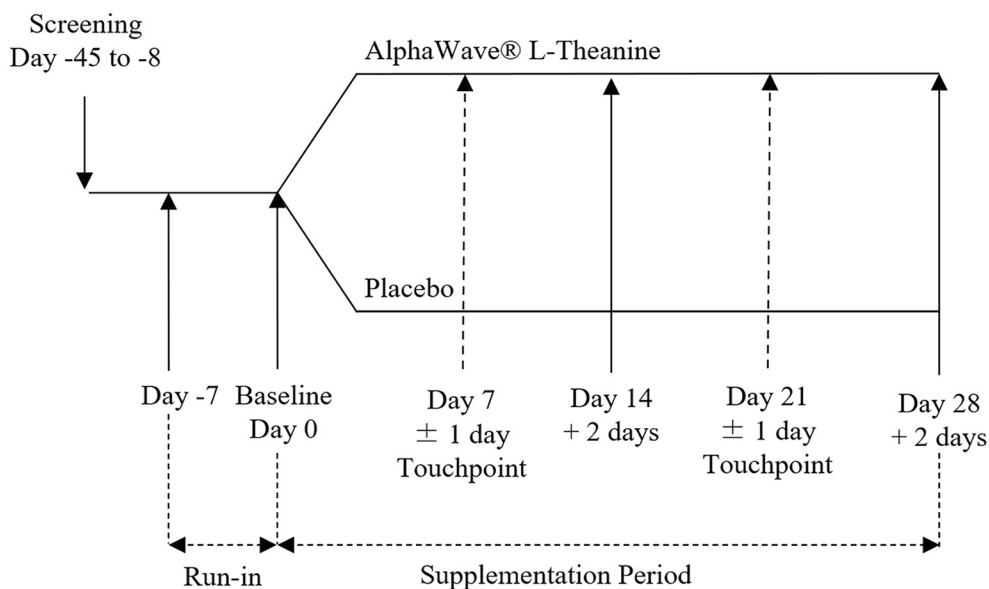 Screening
Day -45 to -8
AlphaWave® L-Theanine
Placebo
Day -7
Baseline
Day 0
Day 7
± 1 day
Touchpoint
Day 14
+ 2 days
Day 21
± 1 day
Touchpoint
Day 28
+ 2 days
Run-in
Supplementation Period